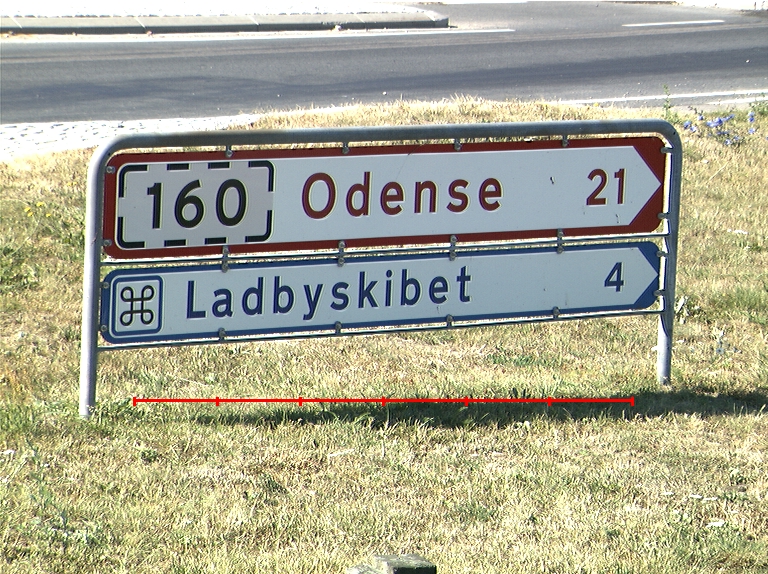 160 Odense 21
Ladbyskibet 4